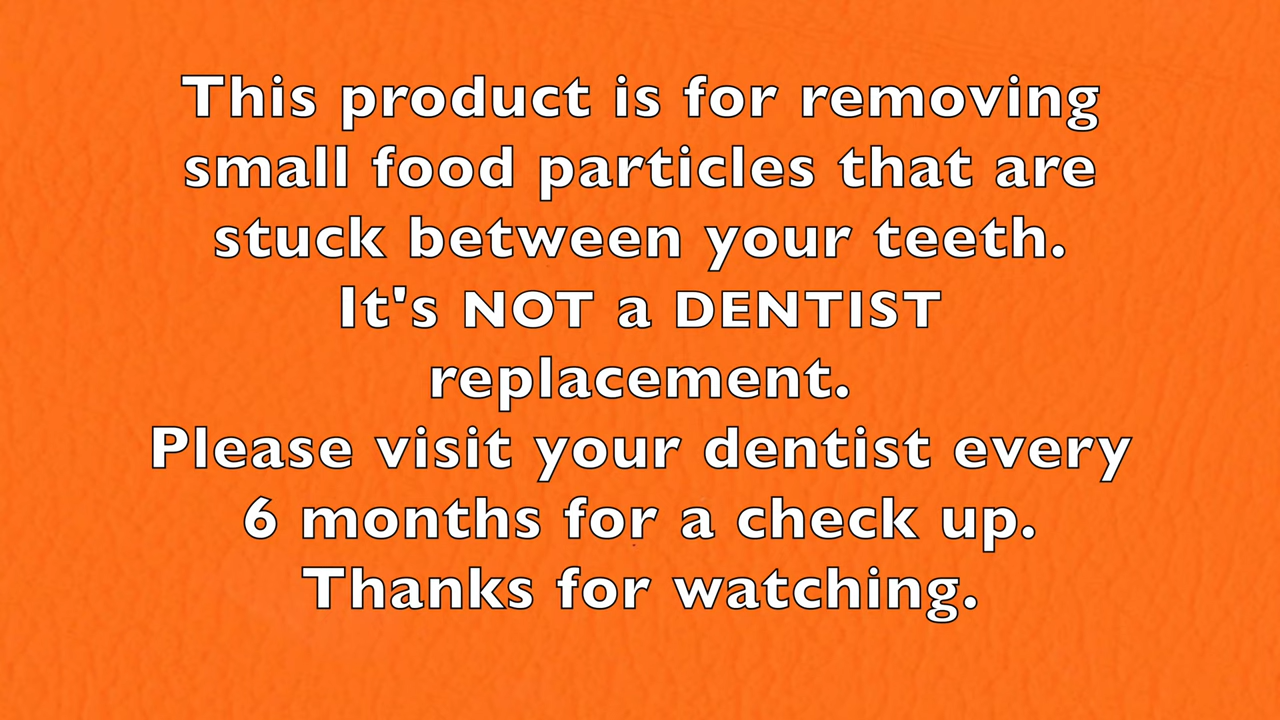 This product is for removing
small food particles that are
stuck between your teeth.
It's NOT a DENTIST
replacement.
Please visit your dentist every
6 months for a check up.
Thanks for watching.